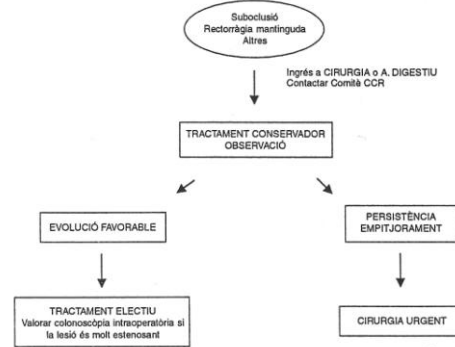 Suboclusió
Rectorràgia mantinguda
Altres
Ingrés a CIRURGIA o A. DIGESTIU
Contactar Comitè CCR
TRACTAMENT CONSERVADOR
OBSERVACIÓ
EVOLUCIÓ FAVORABLE
PERSISTÈNCIA
EMPITJORAMENT
TRACTAMENT ELECTIU
Valorar colonoscòpia intraoperatòria si
la lesió és molt estenosant
CIRURGIA URGENT